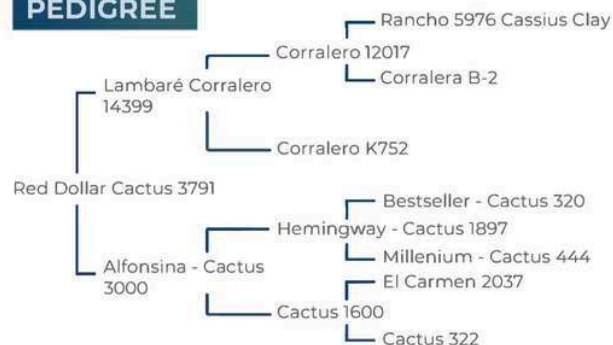 PEDIGREE
Rancho 5976 Cassius Clay
Corralero 12017
Corralera B-2
Lambaré Corralero
14399
Corralero K752
Red Dollar Cactus 3791
Bestseller - Cactus 320
Hemingway - Cactus 1897
Millenium - Cactus 444
Alfonsina - Cactus
3000
El Carmen 2037
Cactus 1600
Cactus 322